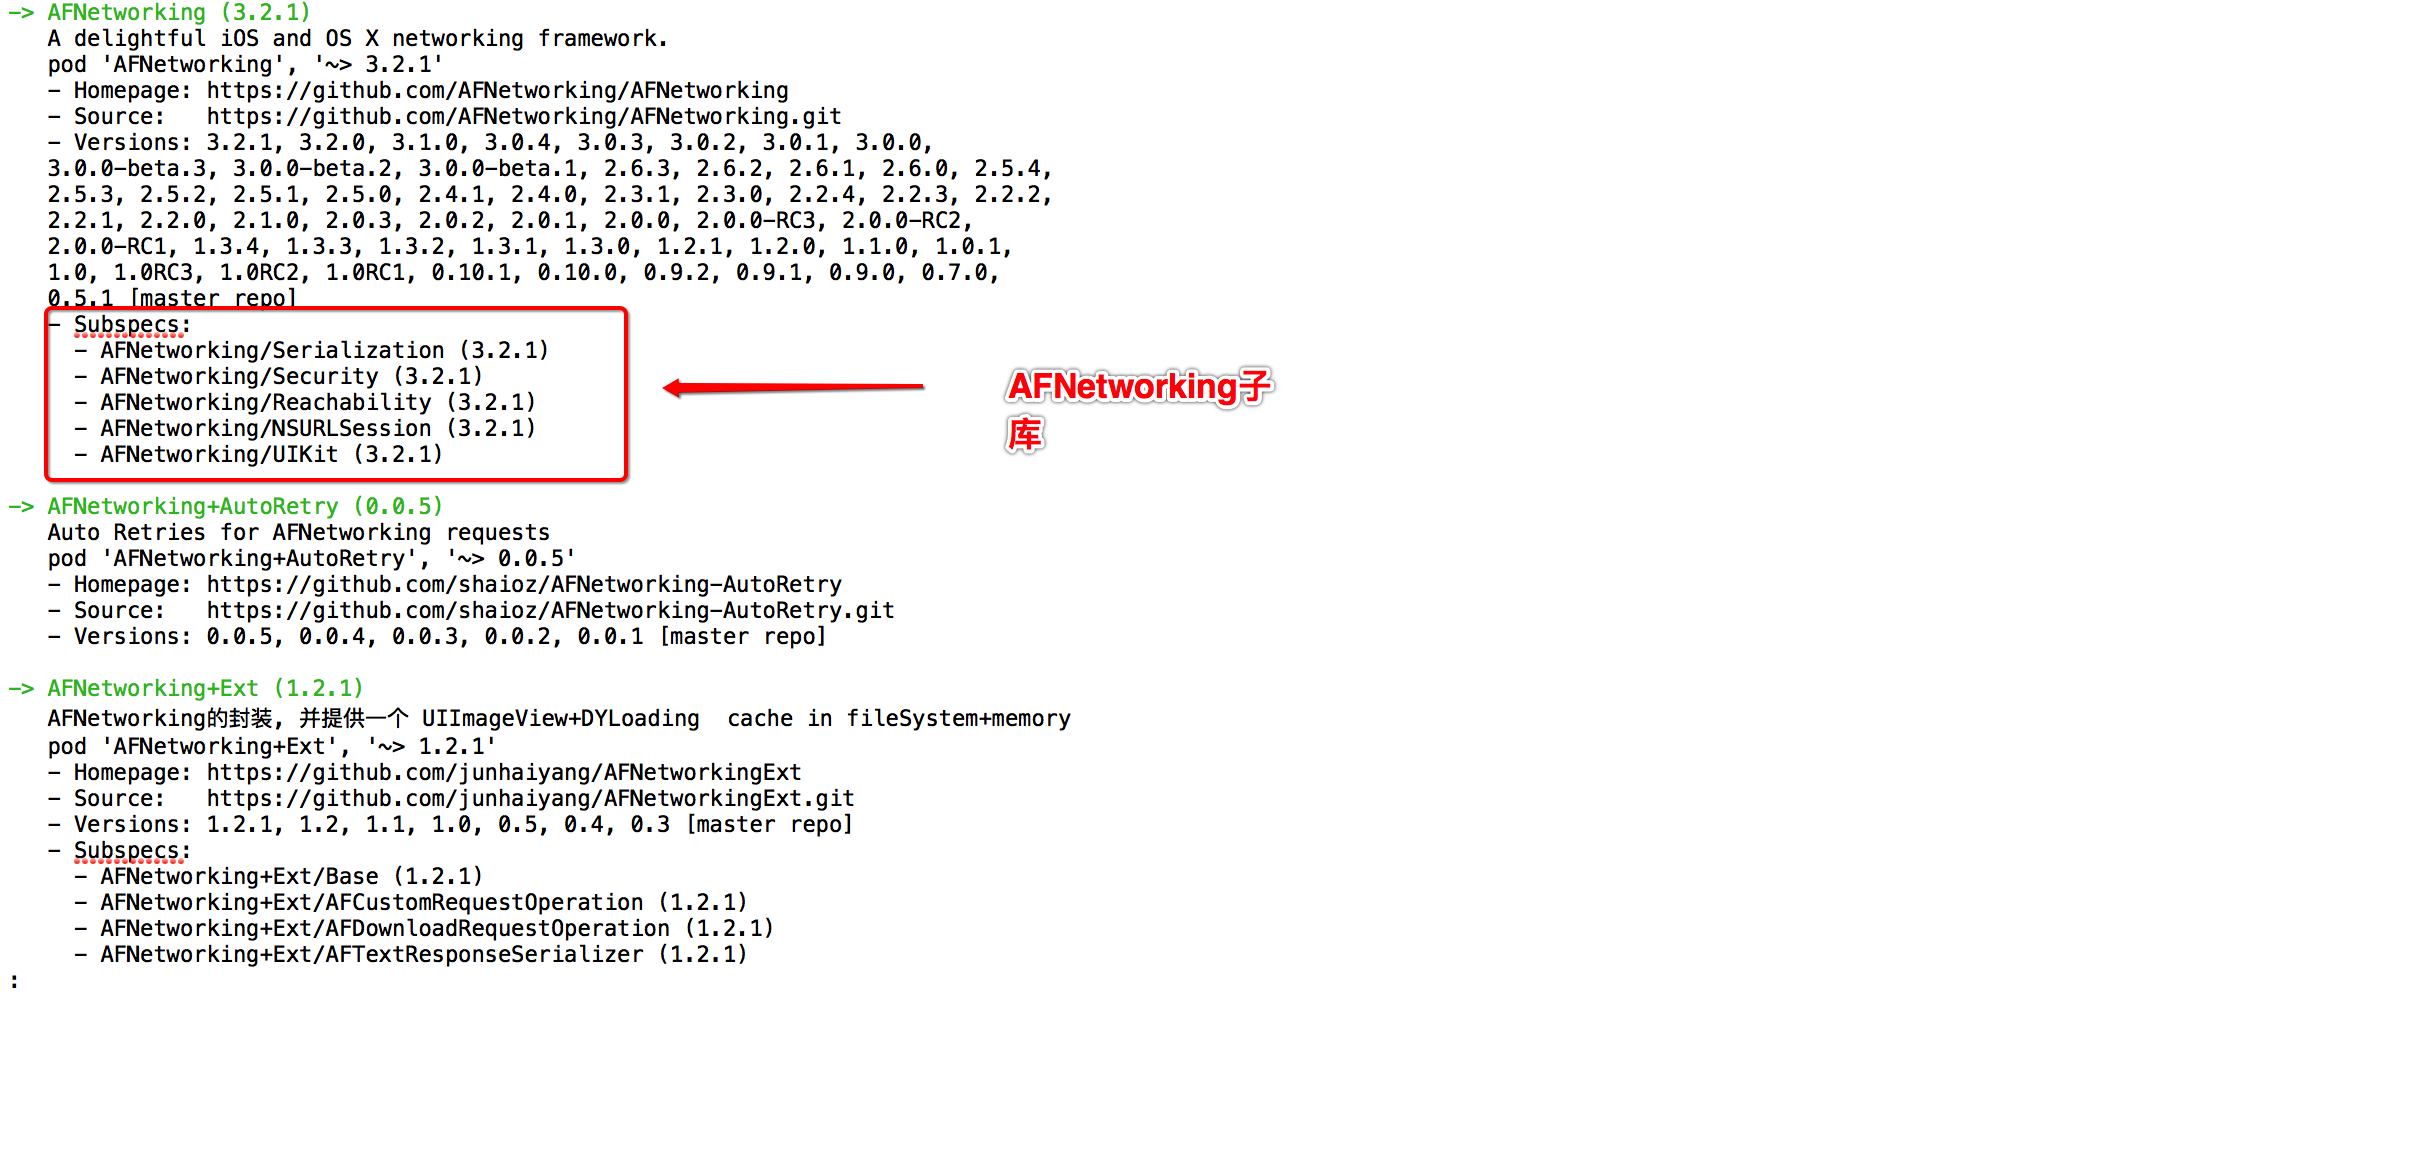 -> AFNetworking (3.2.1)
   A delightful iOS and OS X networking framework.
   pod 'AFNetworking', '~> 3.2.1'
   - Homepage: https://github.com/AFNetworking/AFNetworking
   - Source:   https://github.com/AFNetworking/AFNetworking.git
   - Versions: 3.2.1, 3.2.0, 3.1.0, 3.0.4, 3.0.3, 3.0.2, 3.0.1, 3.0.0,
   3.0.0-beta.3, 3.0.0-beta.2, 3.0.0-beta.1, 2.6.3, 2.6.2, 2.6.1, 2.6.0, 2.5.4,
   2.5.3, 2.5.2, 2.5.1, 2.5.0, 2.4.1, 2.4.0, 2.3.1, 2.3.0, 2.2.4, 2.2.3, 2.2.2,
   2.2.1, 2.2.0, 2.1.0, 2.0.3, 2.0.2, 2.0.1, 2.0.0, 2.0.0-RC3, 2.0.0-RC2,
   2.0.0-RC1, 1.3.4, 1.3.3, 1.3.2, 1.3.1, 1.3.0, 1.2.1, 1.2.0, 1.1.0, 1.0.1,
   1.0, 1.0RC3, 1.0RC2, 1.0RC1, 0.10.1, 0.10.0, 0.9.2, 0.9.1, 0.9.0, 0.7.0,
   0.5.1 [master repo]
   - Subspecs:
     - AFNetworking/Serialization (3.2.1)
     - AFNetworking/Security (3.2.1)
     - AFNetworking/Reachability (3.2.1)
     - AFNetworking/NSURLSession (3.2.1)
     - AFNetworking/UIKit (3.2.1)
AFNetworking子
库
-> AFNetworking+AutoRetry (0.0.5)
   Auto Retries for AFNetworking requests
   pod 'AFNetworking+AutoRetry', '~> 0.0.5'
   - Homepage: https://github.com/shaioz/AFNetworking-AutoRetry
   - Source:   https://github.com/shaioz/AFNetworking-AutoRetry.git
   - Versions: 0.0.5, 0.0.4, 0.0.3, 0.0.2, 0.0.1 [master repo]
-> AFNetworking+Ext (1.2.1)
   AFNetworking的封装, 并提供一个 UIImageView+DYLoading  cache in fileSystem+memory
   pod 'AFNetworking+Ext', '~> 1.2.1'
   - Homepage: https://github.com/junhaiyang/AFNetworkingExt
   - Source:   https://github.com/junhaiyang/AFNetworkingExt.git
   - Versions: 1.2.1, 1.2, 1.1, 1.0, 0.5, 0.4, 0.3 [master repo]
   - Subspecs:
     - AFNetworking+Ext/Base (1.2.1)
     - AFNetworking+Ext/AFCustomRequestOperation (1.2.1)
     - AFNetworking+Ext/AFDownloadRequestOperation (1.2.1)
     - AFNetworking+Ext/AFTextResponseSerializer (1.2.1)
: